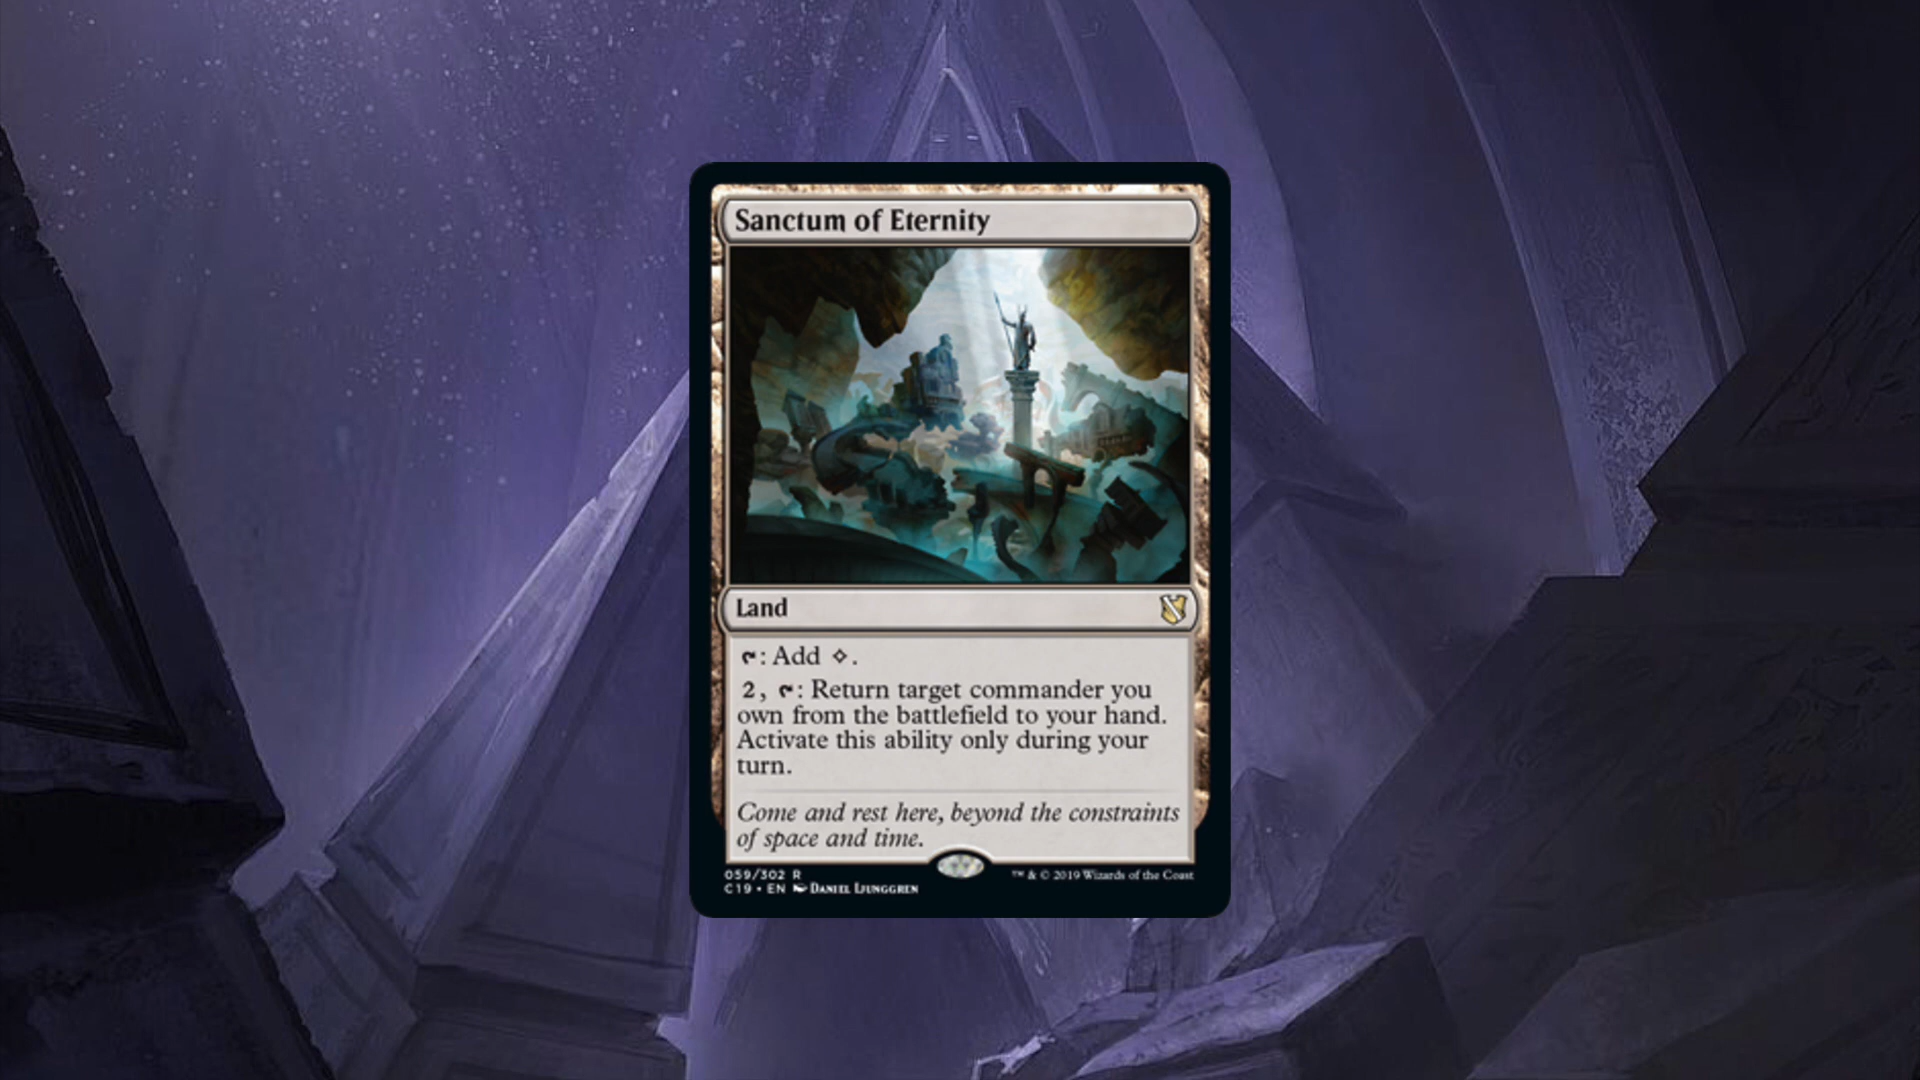 Sanctum of Eternity
Land
: Add .
2, : Return target commander you
own from the battlefield to your hand.
Activate this ability only during your
turn.
Come and rest here, beyond the constraints
of space and time.
059/302 R
C19 • EN Daniel Ljunggren
™ & © 2019 Wizards of the Coast